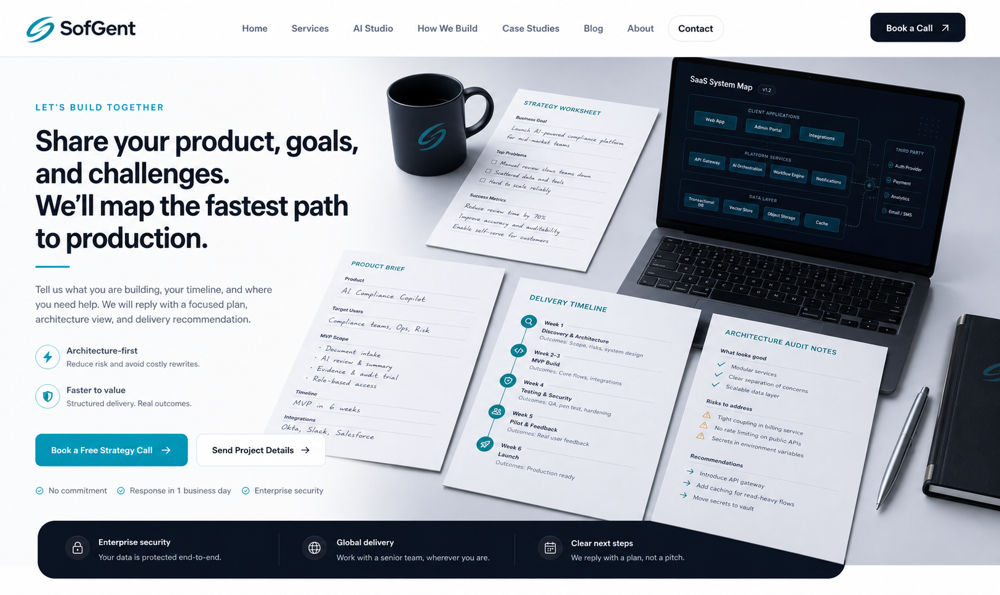 SofGent
Home
Services
AI Studio
How We Build
Case Studies
Blog
About
Contact
Book a Call
LET'S BUILD TOGETHER
Share your product, goals,
and challenges.
We'll map the fastest path
to production.
Tell us what you are building, your timeline, and where
you need help. We will reply with a focused plan,
architecture view, and delivery recommendation.
Architecture-first
Reduce risk and avoid costly rewrites.
Faster to value
Structured delivery. Real outcomes.
Book a Free Strategy Call
Send Project Details
No commitment
Response in 1 business day
Enterprise security
STRATEGY WORKSHEET
Business Goal
Launch AI-powered compliance platform
for mid-market teams
Top Problems
Manual review slows teams down
Scattered data and tools
Hard to scale reliably
Success Metrics
Reduce review time by 70%
Improve accuracy and auditability
Enable self-serve for customers
SaaS System Map
v1.2
CLIENT APPLICATIONS
Web App
Admin Portal
Integrations
PLATFORM SERVICES
API Gateway
AI Orchestration
Workflow Engine
Notifications
DATA LAYER
Transactional
DB
Vector Store
Object Storage
Cache
THIRD PARTY
Auth Provider
Payment
Analytics
Email / SMS
PRODUCT BRIEF
Product
AI Compliance Copilot
Target Users
Compliance teams, Ops, Risk
MVP Scope
· Document intake
· AI review & summary
· Evidence & audit trial
· Role-based access
Timeline
MVP in 6 weeks
Integrations
Okta, Slack, Salesforce
DELIVERY TIMELINE
Week 1
Discovery & Architecture
Outcomes: Scope, risks, system design
Week 2–3
MVP Build
Outcomes: Core flows, integrations
Week 4
Testing & Security
Outcomes: QA, pen test, hardening
Week 5
Pilot & Feedback
Outcomes: Real user feedback
Week 6
Launch
Outcomes: Production ready
ARCHITECTURE AUDIT NOTES
What looks good
Modular services
Clear separation of concerns
Scalable data layer
Risks to address
Tight coupling in billing service
No rate limiting on public APIs
Secrets in environment variables
Recommendations
Introduce API gateway
Add caching for read-heavy flows
Move secrets to vault
Enterprise security
Your data is protected end-to-end.
Global delivery
Work with a senior team, wherever you are.
Clear next steps
We reply with a plan, not a pitch.